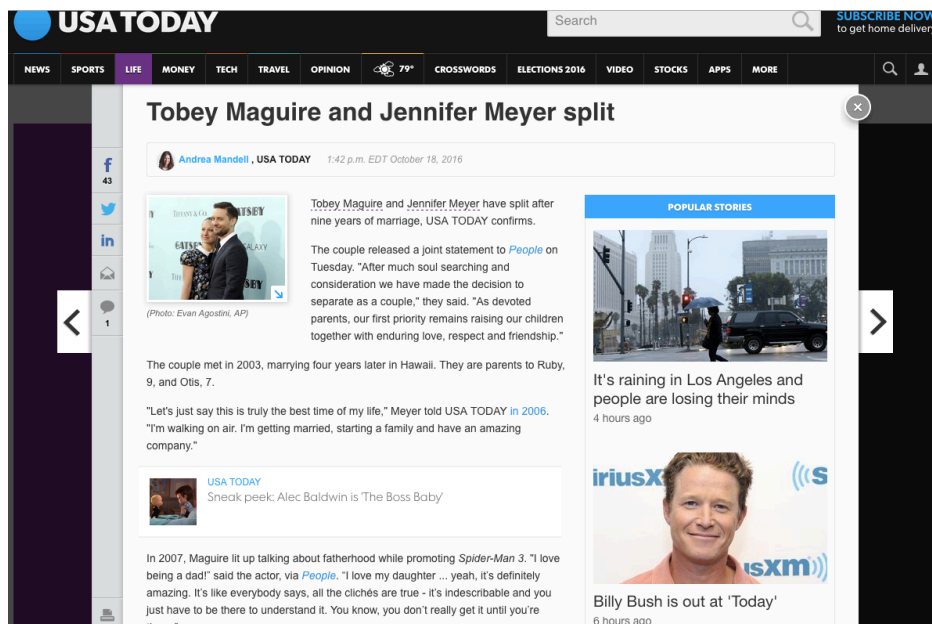 USA TODAY
Search
SUBSCRIBE NOW
to get home delivery
NEWS SPORTS LIFE MONEY TECH TRAVEL OPINION 79° CROSSWORDS ELECTIONS 2016 VIDEO STOCKS APPS MORE
Tobey Maguire and Jennifer Meyer split
Andrea Mandell , USA TODAY 1:42 p.m. EDT October 18, 2016
43
1
TIFFANY & CO.
GATSBY
GALAXY
(Photo: Evan Agostini, AP)
Tobey Maguire and Jennifer Meyer have split after
nine years of marriage, USA TODAY confirms.
The couple released a joint statement to People on
Tuesday. "After much soul searching and
consideration we have made the decision to
separate as a couple," they said. "As devoted
parents, our first priority remains raising our children
together with enduring love, respect and friendship."
The couple met in 2003, marrying four years later in Hawaii. They are parents to Ruby,
9, and Otis, 7.
"Let's just say this is truly the best time of my life," Meyer told USA TODAY in 2006.
"I'm walking on air. I'm getting married, starting a family and have an amazing
company."
USA TODAY
Sneak peek: Alec Baldwin is 'The Boss Baby'
In 2007, Maguire lit up talking about fatherhood while promoting Spider-Man 3. "I love
being a dad!" said the actor, via People. "I love my daughter ... yeah, it's definitely
amazing. It's like everybody says, all the clichés are true - it's indescribable and you
just have to be there to understand it. You know, you don't really get it until you're
POPULAR STORIES
It's raining in Los Angeles and
people are losing their minds
4 hours ago
iriusX
S
usxm
Billy Bush is out at 'Today'
6 hours ago